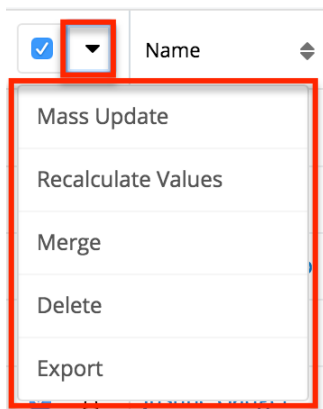 Name
Mass Update
Recalculate Values
Merge
Delete
Export